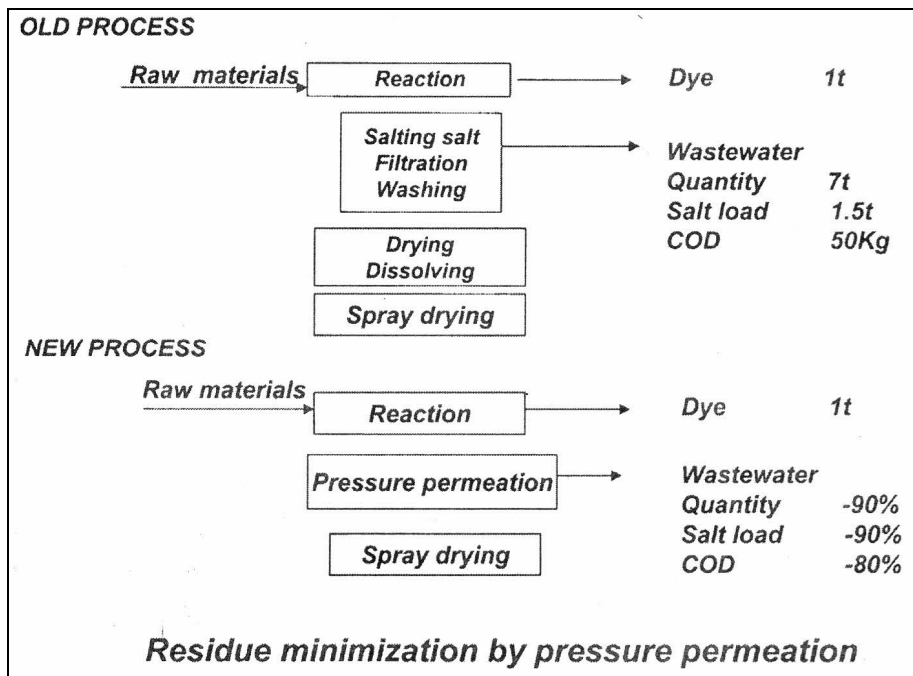 OLD PROCESS
Raw materials
Reaction
Dye 1t
Salting salt
Filtration
Washing
Wastewater
Quantity 7t
Salt load 1.5t
COD 50Kg
Drying
Dissolving
Spray drying
NEW PROCESS
Raw materials
Reaction
Dye 1t
Pressure permeation
Wastewater
Quantity -90%
Salt load -90%
COD -80%
Spray drying
Residue minimization by pressure permeation